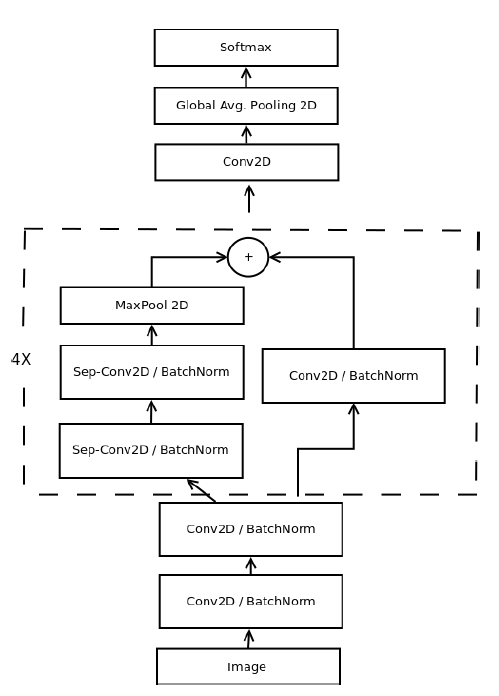 Softmax
Global Avg. Pooling 2D
Conv2D
+
MaxPool 2D
4X
Sep-Conv2D / BatchNorm
Conv2D / BatchNorm
Sep-Conv2D / BatchNorm
Conv2D / BatchNorm
Conv2D / BatchNorm
Image